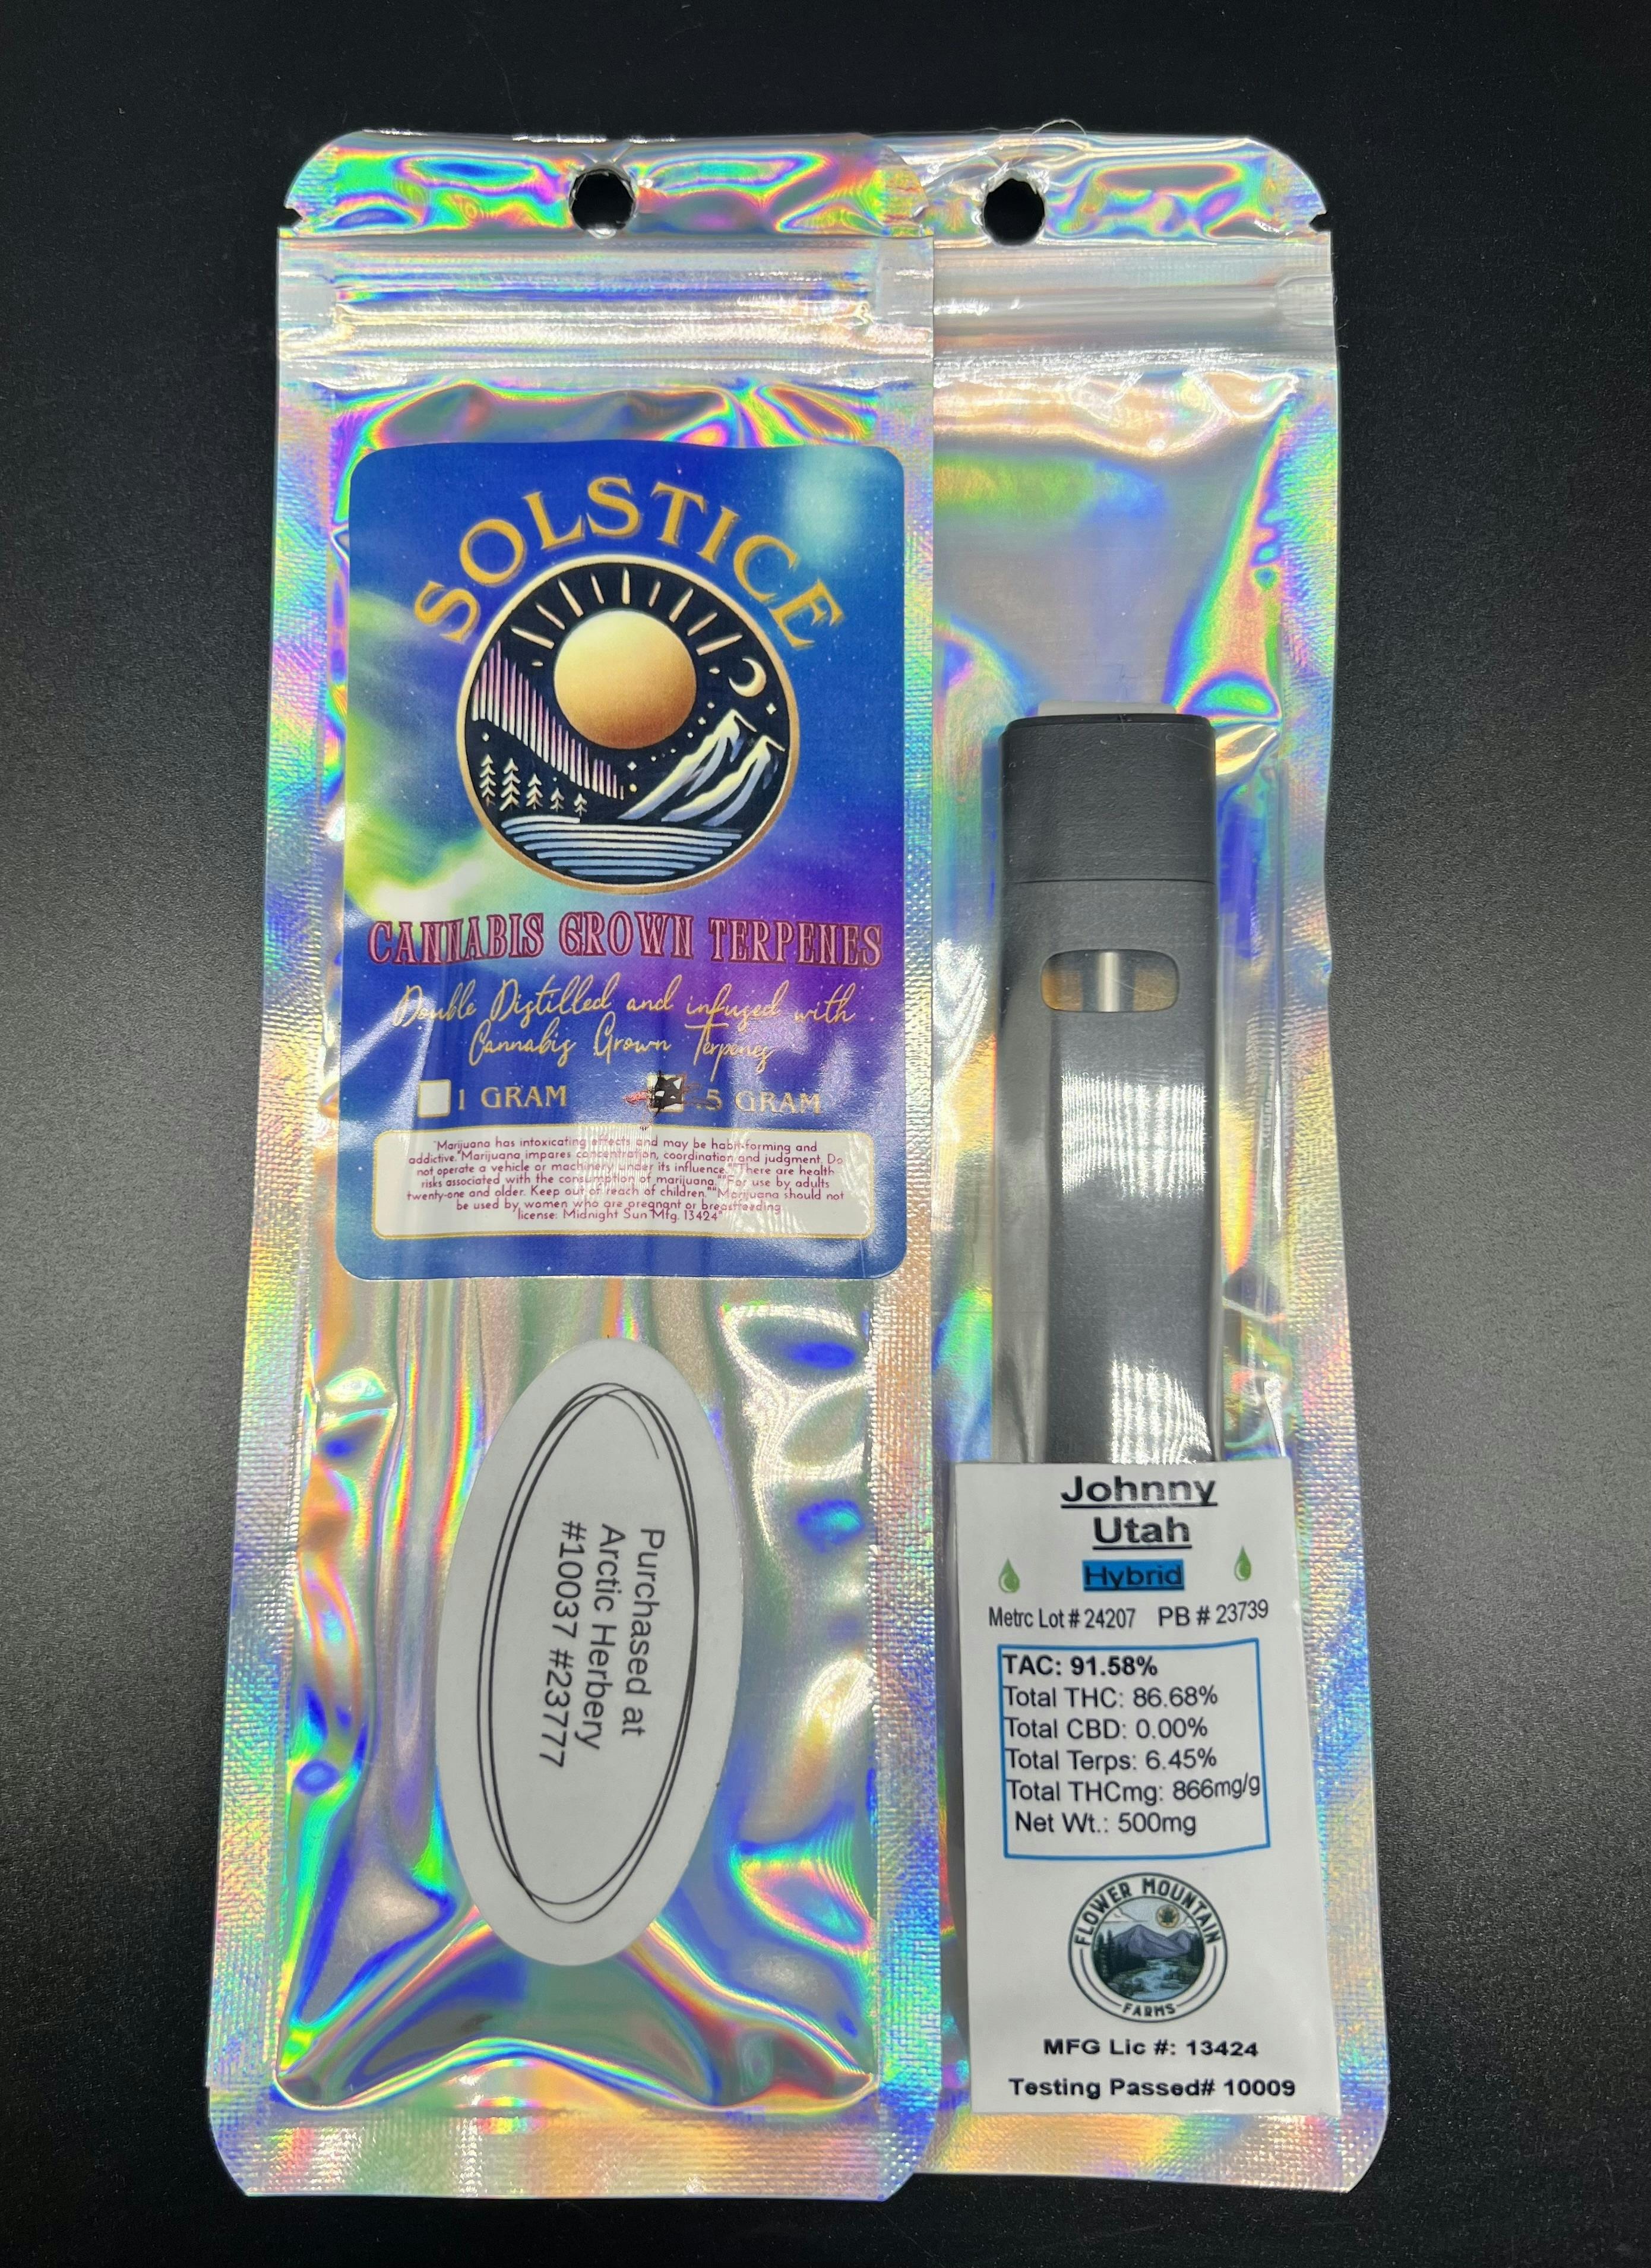 SOLSTICE
CANNABIS GROWN TERPENES
Double Distilled and infused with
Cannabis Grown Terpenes
1 GRAM .5 GRAM
"Marijuana has intoxicating effects and may be habit-forming and
addictive."Marijuana impares concentration, coordination and judgment. Do
not operate a vehicle or machinery under its influence." "There are health
risks associated with the consumption of marijuana.""For use by adults
twenty-one and older. Keep out of reach of children.""Marijuana should not
be used by women who are pregnant or breastfeeding
"license: Midnight Sun Mfg. 13424"
Purchased at
Arctic Herbery
#10037 #23777
Johnny
Utah
Hybrid
Metrc Lot # 24207 PB # 23739
TAC: 91.58%
Total THC: 86.68%
Total CBD: 0.00%
Total Terps: 6.45%
Total THCmg: 866mg/g
Net Wt.: 500mg
FLOWER MOUNTAIN
FARMS
MFG Lic #: 13424
Testing Passed# 10009